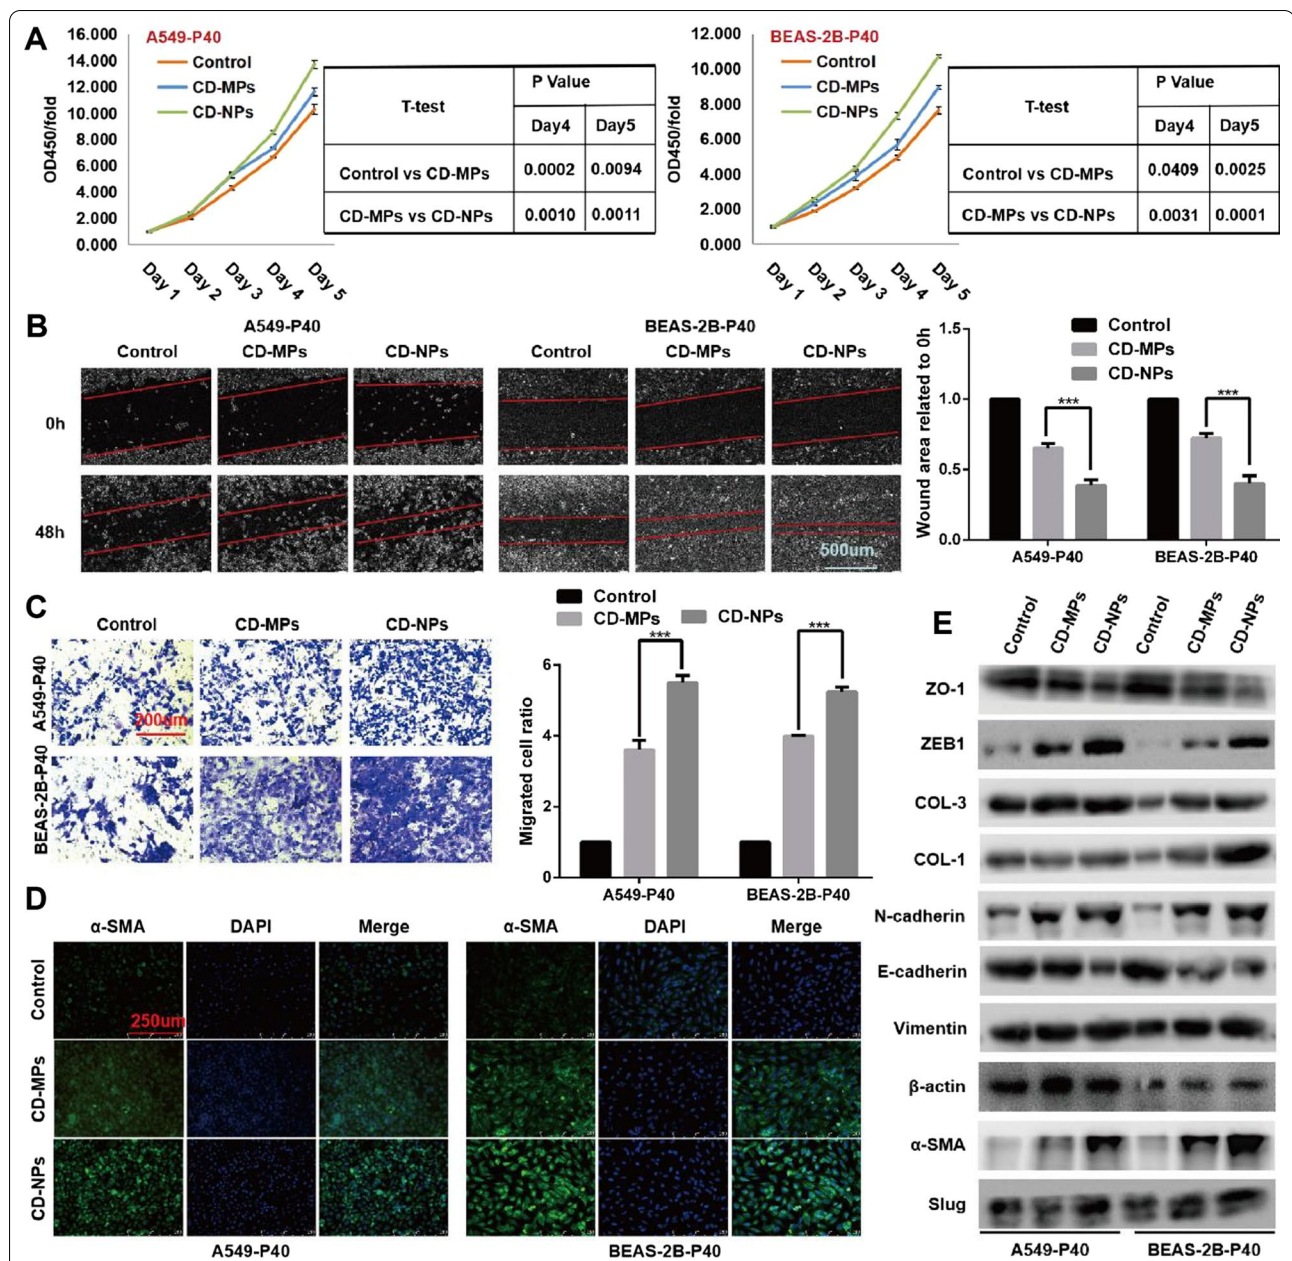 A
A549-P40
16.000
14.000
12.000
10.000
8.000
6.000
4.000
2.000
0.000
OD450/fold
Control
CD-MPs
CD-NPs
Day 1
Day 2
Day 3
Day 4
Day 5
T-test
P Value
Day4 Day5
Control vs CD-MPs 0.0002 0.0094
CD-MPs vs CD-NPs 0.0010 0.0011
BEAS-2B-P40
12.000
10.000
8.000
6.000
4.000
2.000
0.000
OD450/fold
Control
CD-MPs
CD-NPs
Day 1
Day 2
Day 3
Day 4
Day 5
T-test
P Value
Day4 Day5
Control vs CD-MPs 0.0409 0.0025
CD-MPs vs CD-NPs 0.0031 0.0001
B
A549-P40
BEAS-2B-P40
Control CD-MPs CD-NPs Control CD-MPs CD-NPs
0h
48h
500um
Control
CD-MPs
CD-NPs
Wound area related to 0h
1.5
1.0
0.5
0.0
***
***
A549-P40
BEAS-2B-P40
C
Control CD-MPs CD-NPs
A549-P40
200um
BEAS-2B-P40
Control
CD-MPs
CD-NPs
Migrated cell ratio
6
4
2
0
***
***
A549-P40
BEAS-2B-P40
D
α-SMA DAPI Merge α-SMA DAPI Merge
Control
250um
CD-MPs
CD-NPs
A549-P40
BEAS-2B-P40
E
Control
CD-MPs
CD-NPs
Control
CD-MPs
CD-NPs
ZO-1
ZEB1
COL-3
COL-1
N-cadherin
E-cadherin
Vimentin
β-actin
α-SMA
Slug
A549-P40
BEAS-2B-P40